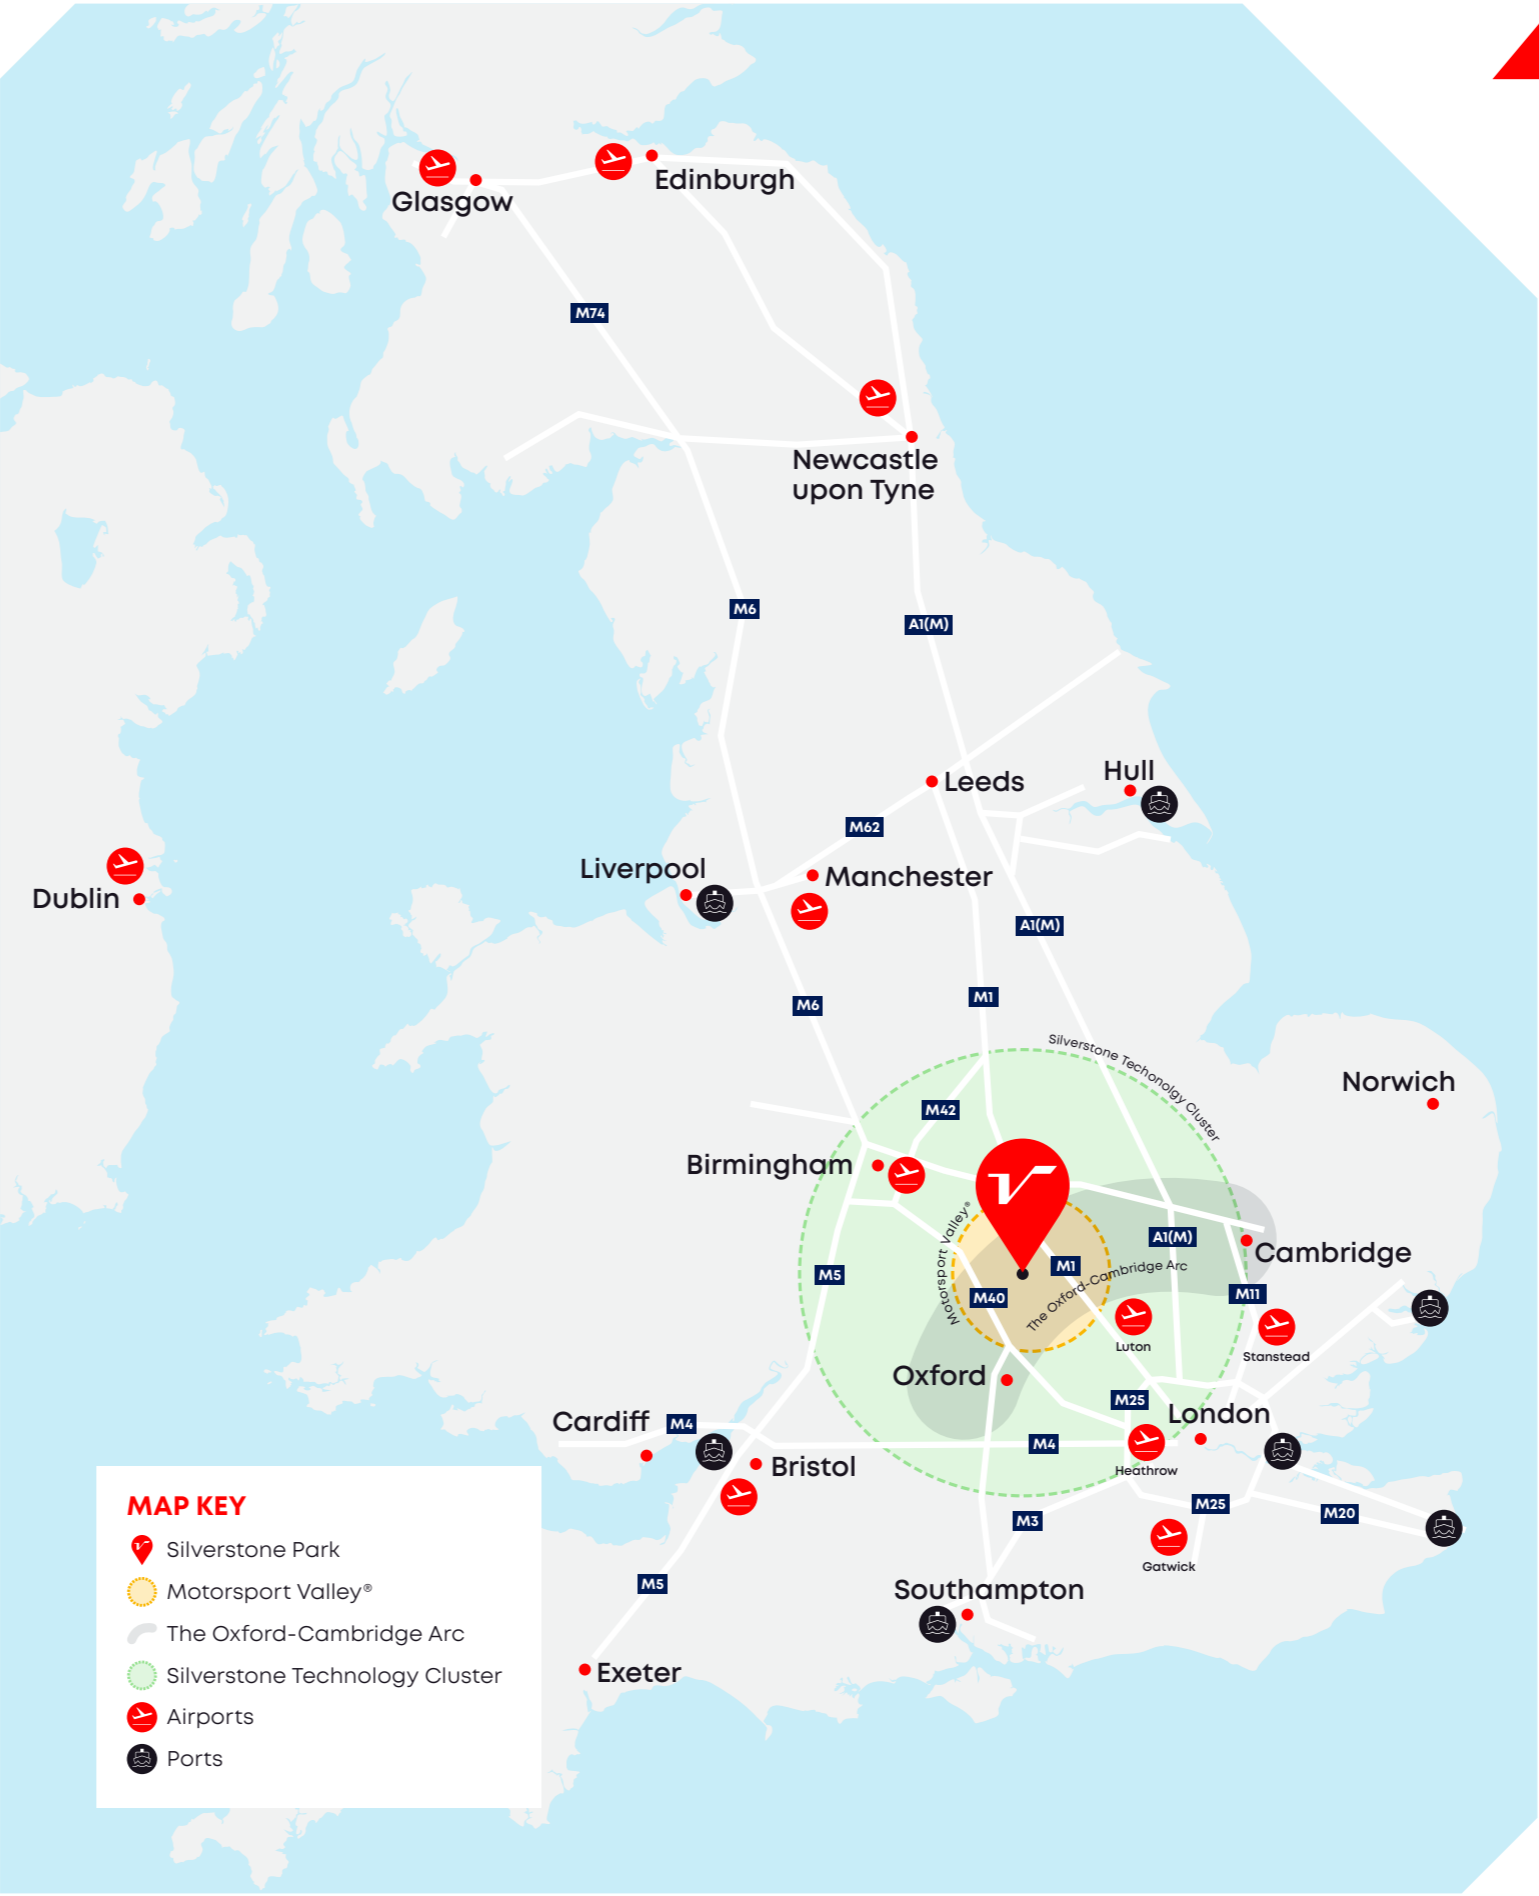 Glasgow
Edinburgh
M74
Newcastle
upon Tyne
M6
A1(M)
Leeds
Hull
M62
Liverpool
Manchester
Dublin
A1(M)
M6
M1
Silverstone Techonolgy Cluster
Norwich
M42
Birmingham
Motorsport Valley®
A1(M)
Cambridge
M1
The Oxford-Cambridge Arc
M5
M40
M11
Luton
Stanstead
Oxford
M25
London
Cardiff
M4
M4
Bristol
Heathrow
M25
M20
M3
Gatwick
M5
Southampton
Exeter
MAP KEY
Silverstone Park
Motorsport Valley®
The Oxford-Cambridge Arc
Silverstone Technology Cluster
Airports
Ports